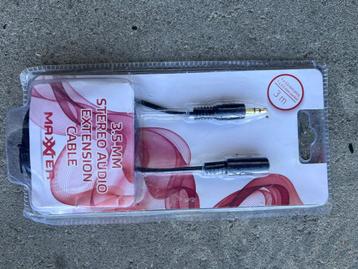 3,5 MM
STEREO AUDIO
EXTENSION
CABLE
MAXXTER
3 m